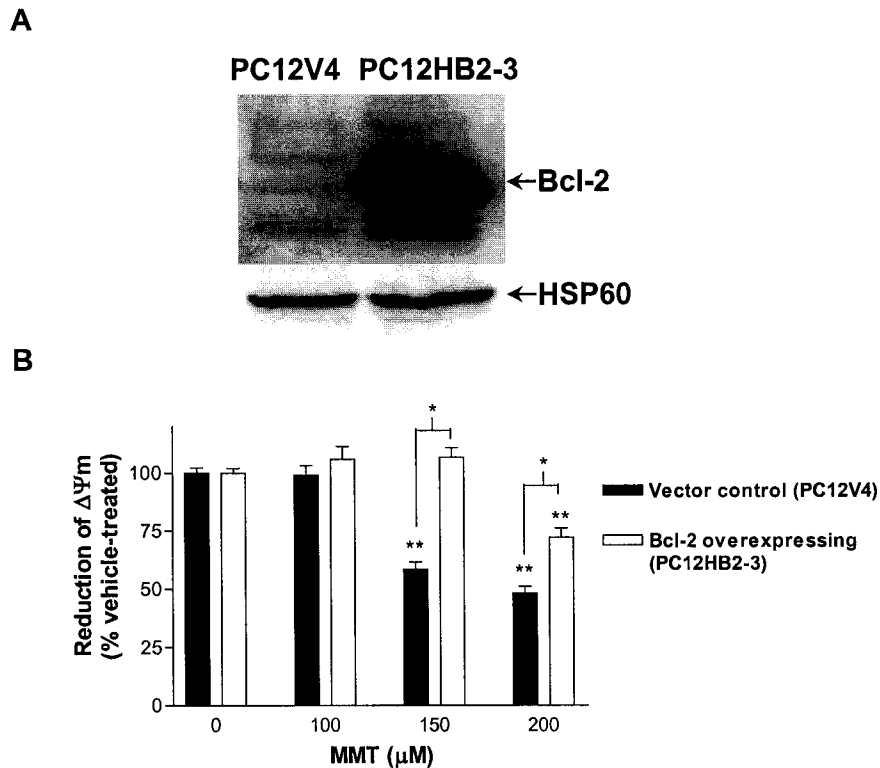 A
PC12V4 PC12HB2-3
←Bcl-2
←HSP60
B
Reduction of ΔΨm
(% vehicle-treated)
100
75
50
25
0
*
**
*
**
**
0 100 150 200
MMT (μM)
Vector control (PC12V4)
Bcl-2 overexpressing
(PC12HB2-3)